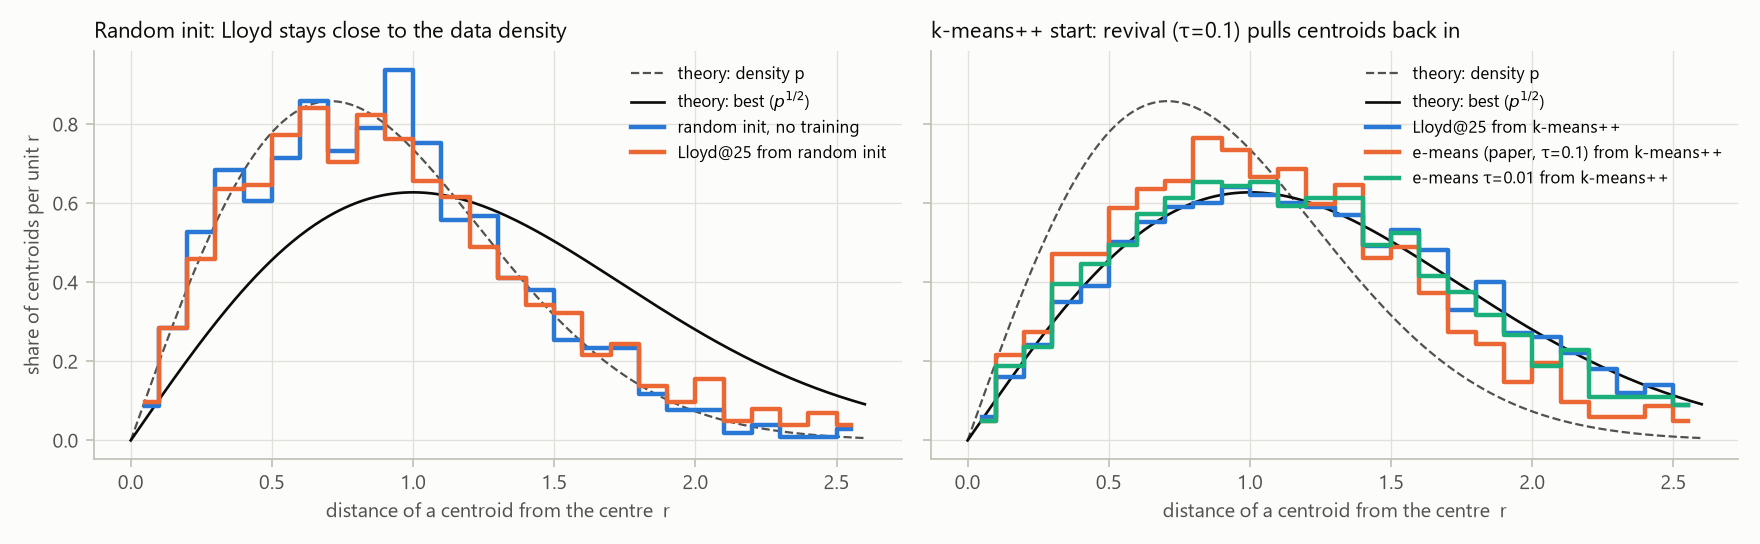 Random init: Lloyd stays close to the data density
share of centroids per unit r
0.8
0.6
0.4
0.2
0.0
theory: density p
theory: best (p^{1/2})
random init, no training
Lloyd@25 from random init
0.0 0.5 1.0 1.5 2.0 2.5
distance of a centroid from the centre r
k-means++ start: revival (τ=0.1) pulls centroids back in
theory: density p
theory: best (p^{1/2})
Lloyd@25 from k-means++
e-means (paper, τ=0.1) from k-means++
e-means τ=0.01 from k-means++
0.0 0.5 1.0 1.5 2.0 2.5
distance of a centroid from the centre r